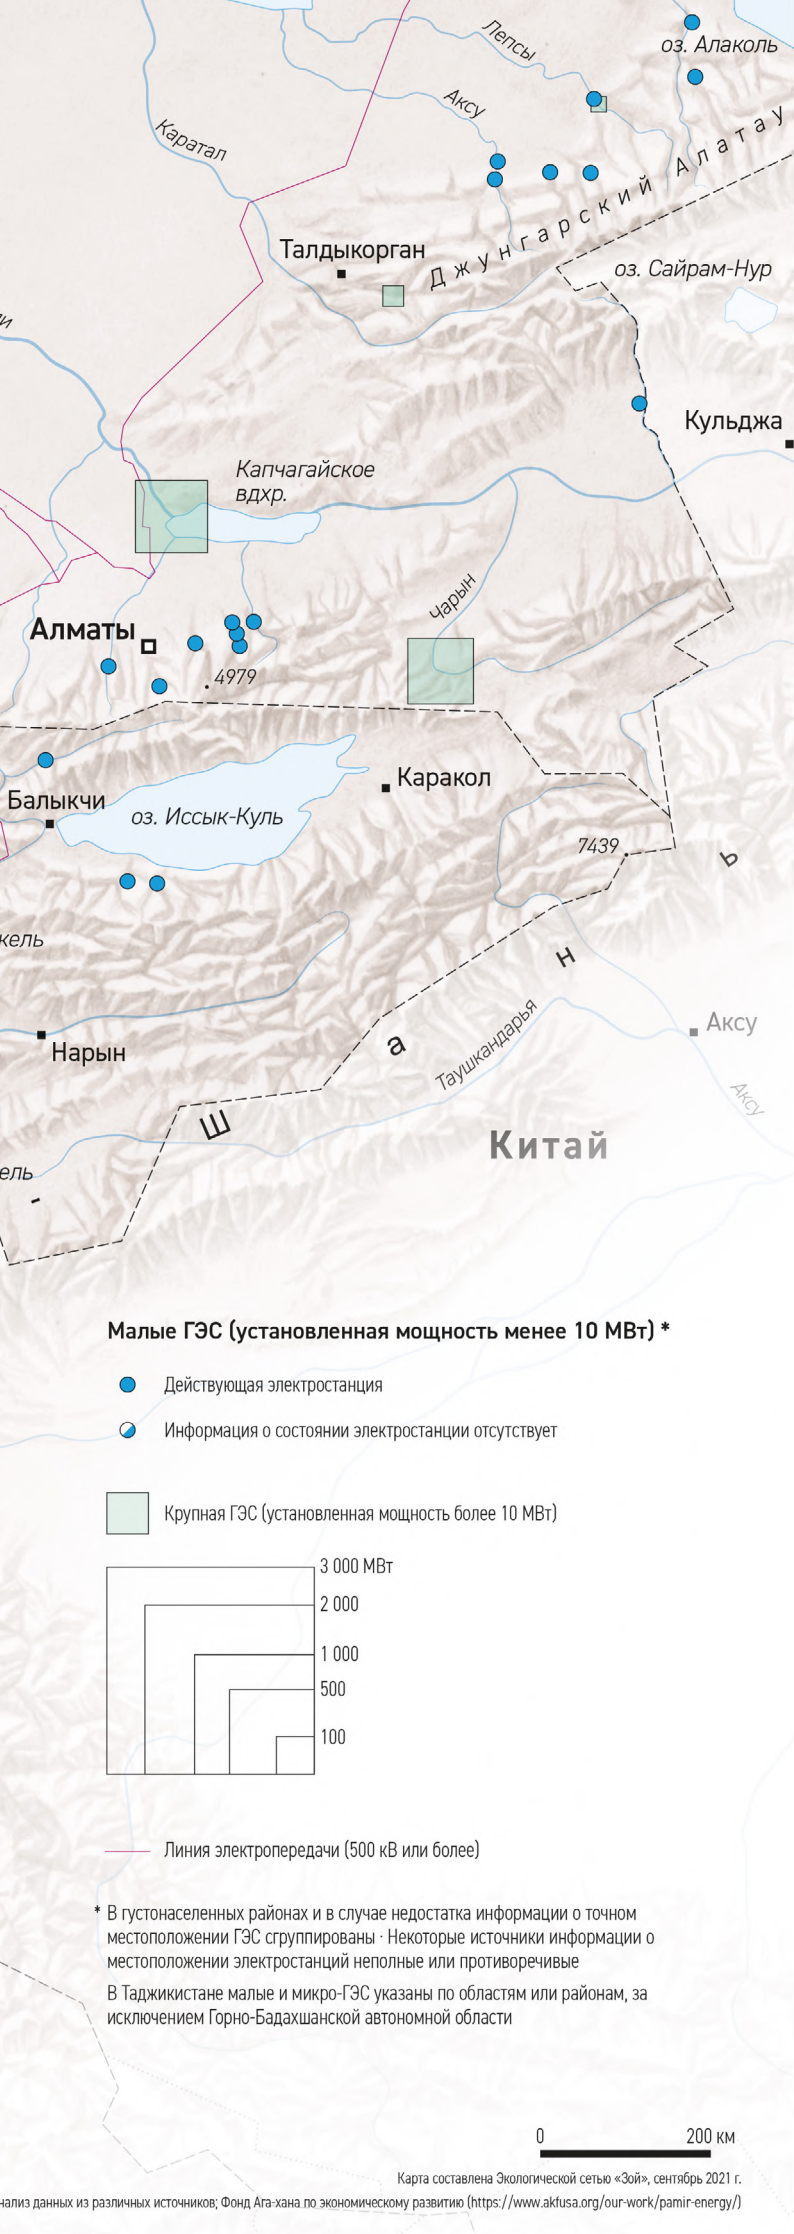 Лепсы
оз. Алаколь
Аксу
Каратал
Джунгарский Алатау
Талдыкорган
оз. Сайрам-Нур
Кульджа
Капчагайское
вдхр.
Чарын
Алматы
4979
Каракол
Балыкчи
оз. Иссык-Куль
7439
ь
кель
н
Аксу
Нарын
а
Таушкандарья
Аксу
Ш
Китай
ель
-
Малые ГЭС (установленная мощность менее 10 МВт) *
Действующая электростанция
Информация о состоянии электростанции отсутствует
Крупная ГЭС (установленная мощность более 10 МВт)
3 000 МВт
2 000
1 000
500
100
Линия электропередачи (500 кВ или более)
* В густонаселенных районах и в случае недостатка информации о точном
местоположении ГЭС сгруппированы · Некоторые источники информации о
местоположении электростанций неполные или противоречивые
В Таджикистане малые и микро-ГЭС указаны по областям или районам, за
исключением Горно-Бадахшанской автономной области
0 200 км
Карта составлена Экологической сетью «Зой», сентябрь 2021 г.
нализ данных из различных источников; Фонд Ага-хана по экономическому развитию (https://www.akfusa.org/our-work/pamir-energy/)